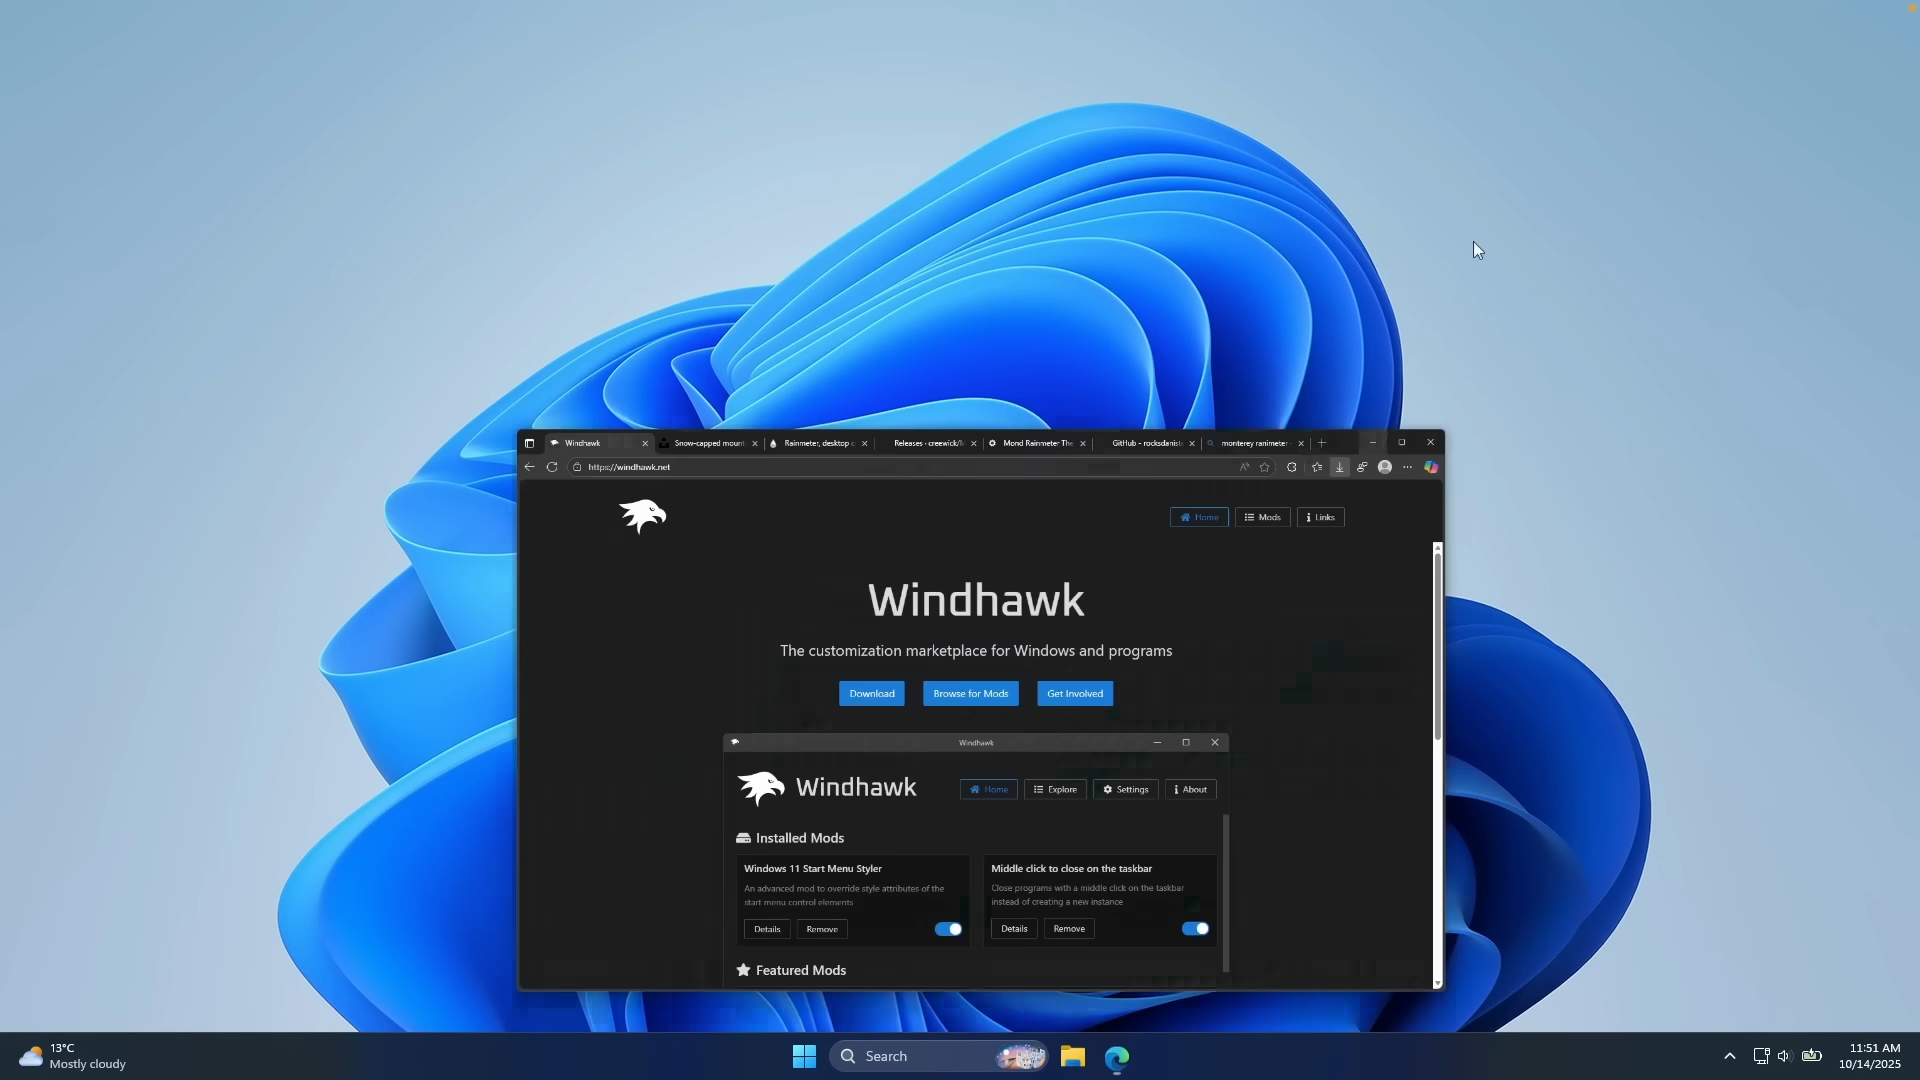 Windhawk
Snow-capped mount
Rainmeter, desktop c
Releases · creewick/
Mond Rainmeter The
GitHub - rocksdanist
monterey ranimeter
https://windhawk.net
Home
Mods
Links
Windhawk
The customization marketplace for Windows and programs
Download
Browse for Mods
Get Involved
Windhawk
Windhawk
Home
Explore
Settings
About
Installed Mods
Windows 11 Start Menu Styler
An advanced mod to override style attributes of the
start menu control elements
Details
Remove
Middle click to close on the taskbar
Close programs with a middle click on the taskbar
instead of creating a new instance
Details
Remove
Featured Mods
13°C
Mostly cloudy
Search
11:51 AM
10/14/2025